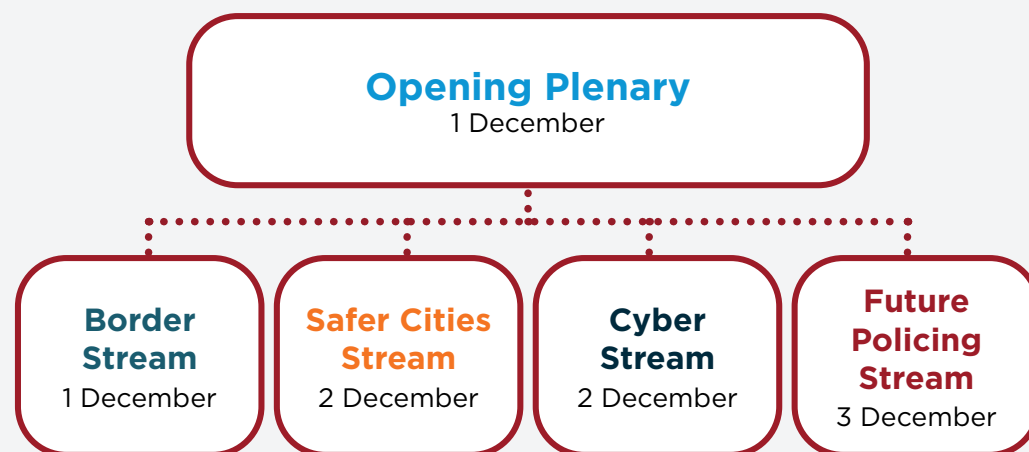 Opening Plenary
1 December
Border
Stream
1 December
Safer Cities
Stream
2 December
Cyber
Stream
2 December
Future
Policing
Stream
3 December